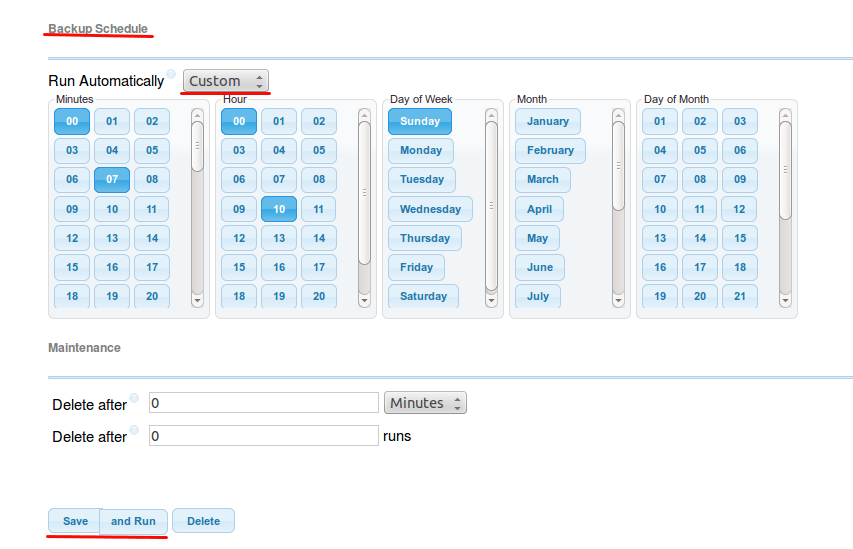 Backup Schedule
Run Automatically Custom
Minutes Hour Day of Week Month Day of Month
00 01 02 00 01 02 Sunday January 01 02 03
03 04 05 03 04 05 Monday February 04 05 06
06 07 08 06 07 08 Tuesday March 07 08 09
09 10 11 09 10 11 Wednesday April 10 11 12
12 13 14 12 13 14 Thursday May 13 14 15
15 16 17 15 16 17 Friday June 16 17 18
18 19 20 18 19 20 Saturday July 19 20 21
Maintenance
Delete after 0 Minutes
Delete after 0 runs
Save and Run Delete